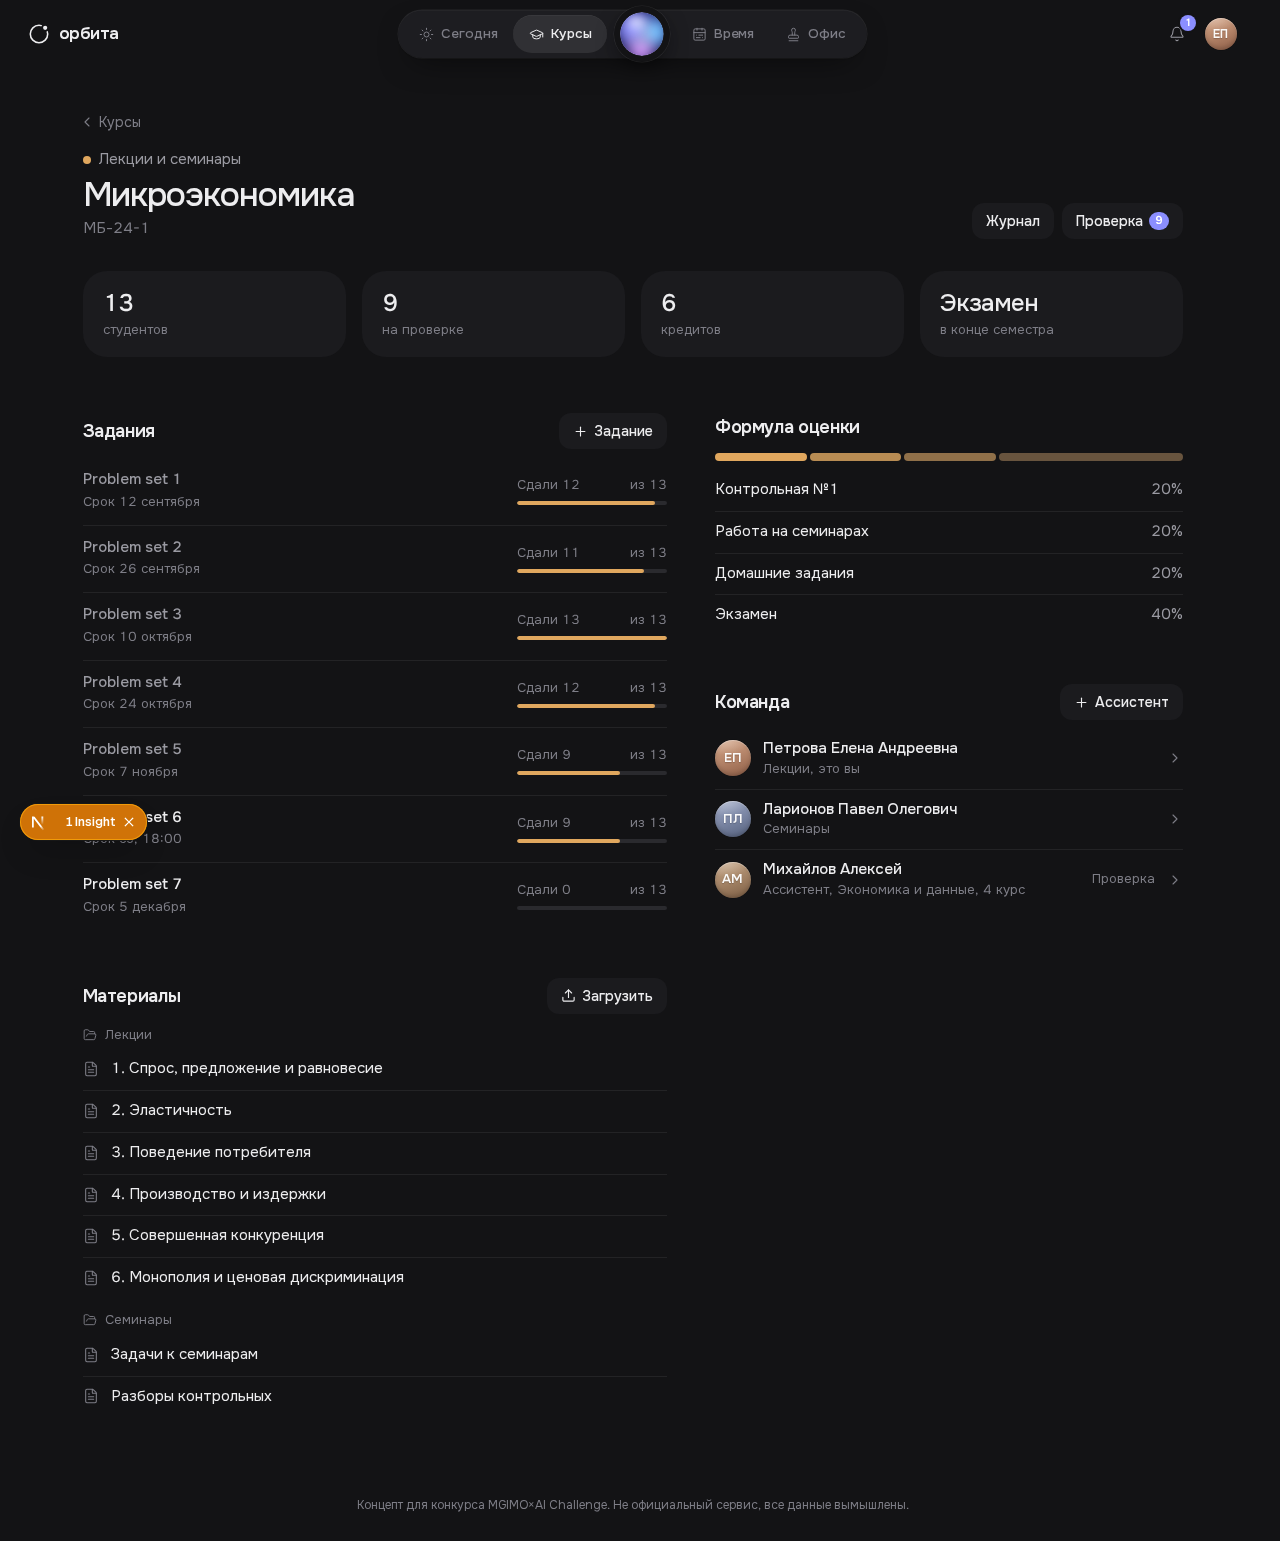 орбита
Сегодня
Курсы
Время
Офис
1
ЕП
Курсы
Лекции и семинары
Микроэкономика
МБ-24-1
Журнал
Проверка 9
13
студентов
9
на проверке
6
кредитов
Экзамен
в конце семестра
Задания
Задание
Problem set 1
Срок 12 сентября
Сдали 12 из 13
Problem set 2
Срок 26 сентября
Сдали 11 из 13
Problem set 3
Срок 10 октября
Сдали 13 из 13
Problem set 4
Срок 24 октября
Сдали 12 из 13
Problem set 5
Срок 7 ноября
Сдали 9 из 13
set 6
18:00
Сдали 9 из 13
1 Insight
Problem set 7
Срок 5 декабря
Сдали 0 из 13
Материалы
Загрузить
Лекции
1. Спрос, предложение и равновесие
2. Эластичность
3. Поведение потребителя
4. Производство и издержки
5. Совершенная конкуренция
6. Монополия и ценовая дискриминация
Семинары
Задачи к семинарам
Разборы контрольных
Формула оценки
Контрольная №1 20%
Работа на семинарах 20%
Домашние задания 20%
Экзамен 40%
Команда
Ассистент
ЕП
Петрова Елена Андреевна
Лекции, это вы
ПЛ
Ларионов Павел Олегович
Семинары
АМ
Михайлов Алексей
Ассистент, Экономика и данные, 4 курс
Проверка
Концепт для конкурса MGIMO×AI Challenge. Не официальный сервис, все данные вымышлены.